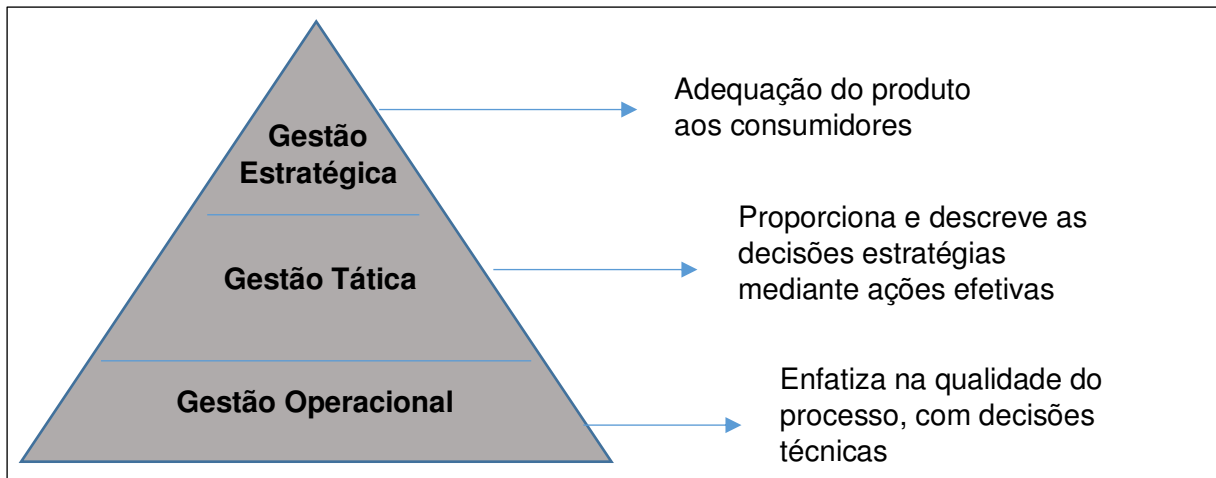 Gestão
Estratégica
Adequação do produto
aos consumidores
Gestão Tática
Proporciona e descreve as
decisões estratégias
mediante ações efetivas
Gestão Operacional
Enfatiza na qualidade do
processo, com decisões
técnicas